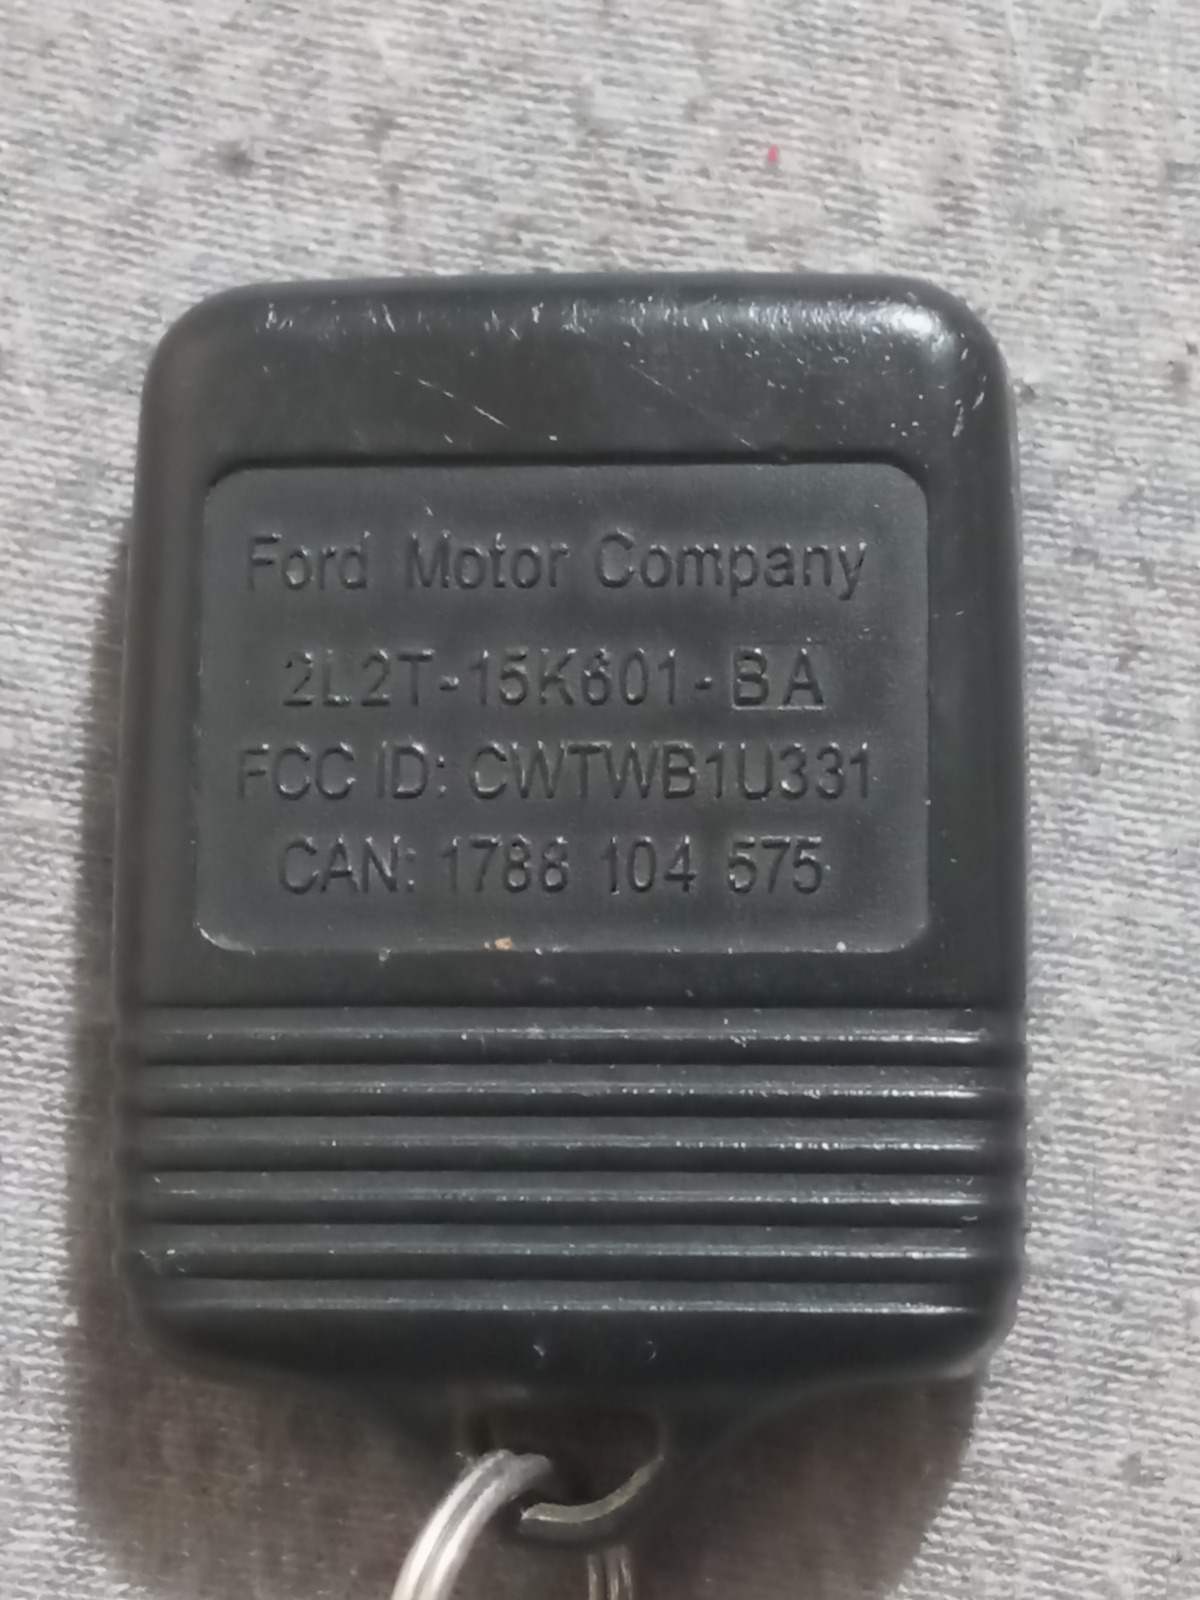 Ford Motor Company
2L2T-15K601-BA
FCC ID: CWTWB1U331
CAN: 1788 104 575